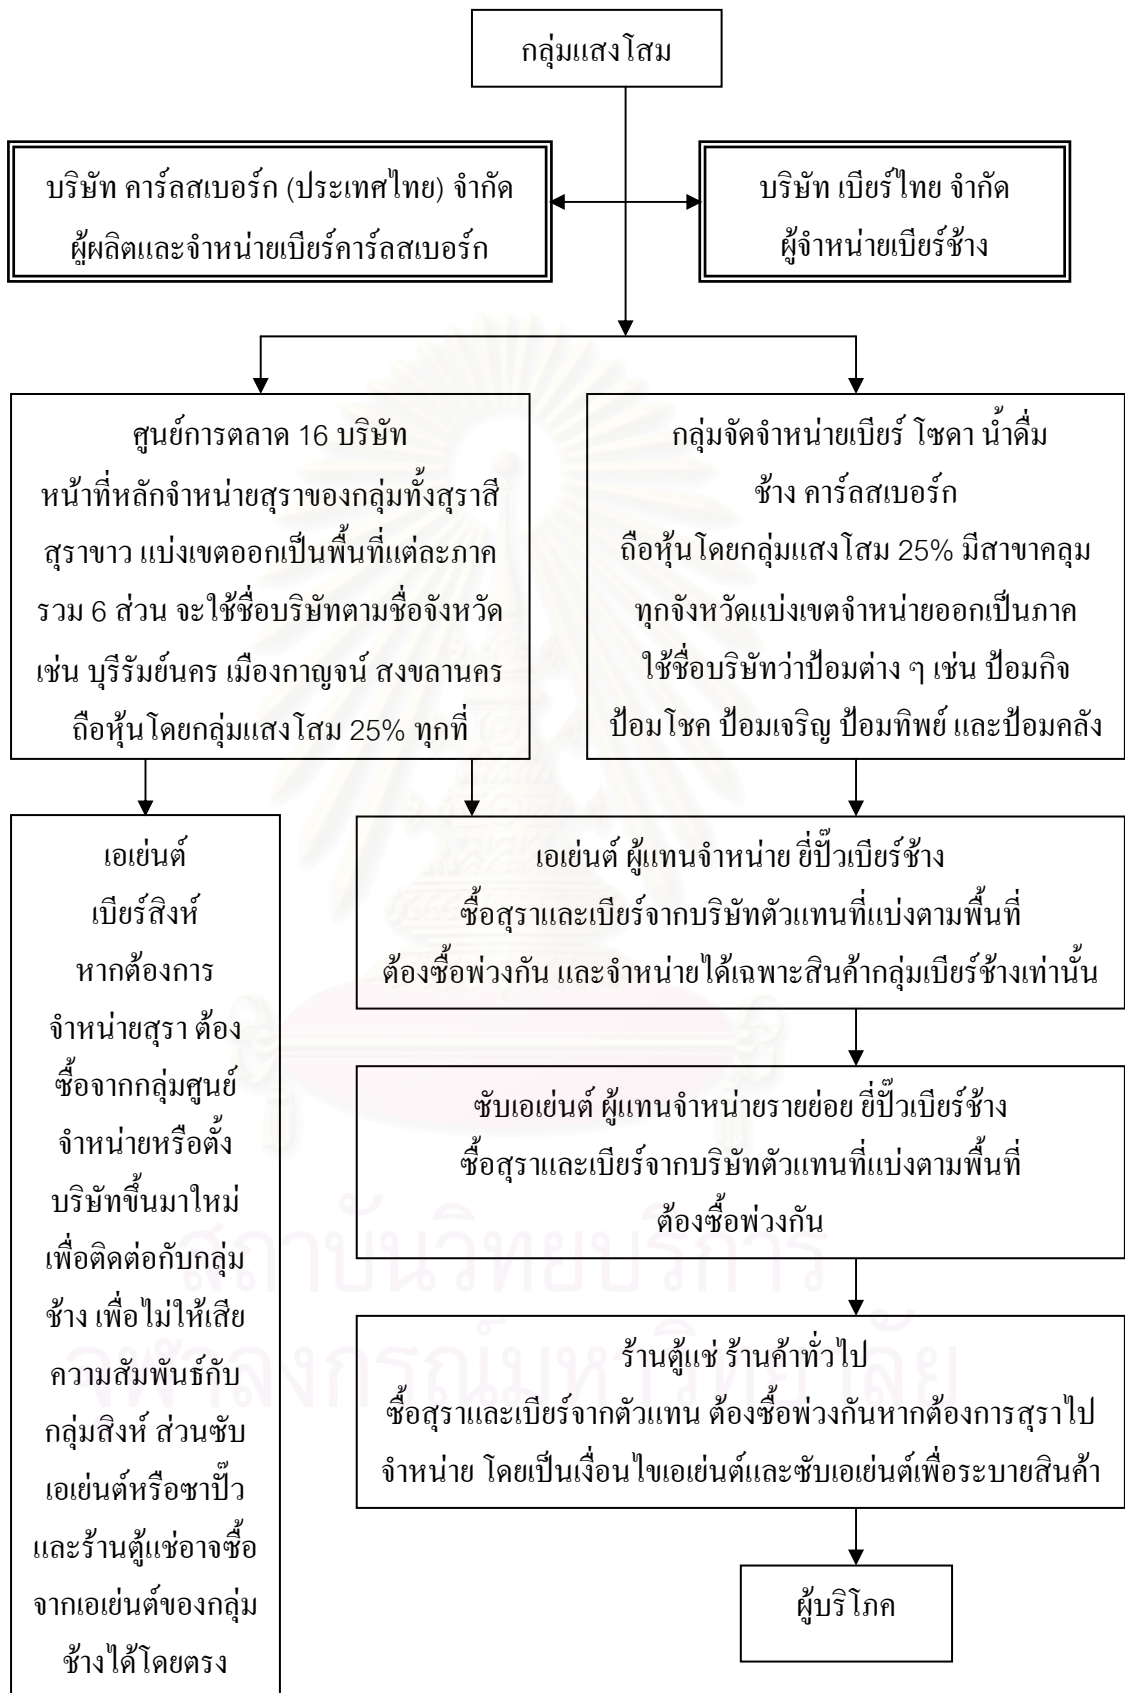 กลุ่มแสงโสม
บริษัท คาร์ลสเบอร์ก (ประเทศไทย) จำกัด
ผู้ผลิตและจำหน่ายเบียร์คาร์ลสเบอร์ก
บริษัท เบียร์ไทย จำกัด
ผู้จำหน่ายเบียร์ช้าง
ศูนย์การตลาด 16 บริษัท
หน้าที่หลักจำหน่ายสุราของกลุ่มทั้งสุราสี
สุราขาว แบ่งเขตออกเป็นพื้นที่แต่ละภาค
รวม 6 ส่วน จะใช้ชื่อบริษัทตามชื่อจังหวัด
เช่น บุรีรัมย์นคร เมืองกาญจน์ สงขลานคร
ถือหุ้นโดยกลุ่มแสงโสม 25% ทุกที่
กลุ่มจัดจำหน่ายเบียร์ โซดา น้ำดื่ม
ช้าง คาร์ลสเบอร์ก
ถือหุ้นโดยกลุ่มแสงโสม 25% มีสาขาคลุม
ทุกจังหวัดแบ่งเขตจำหน่ายออกเป็นภาค
ใช้ชื่อบริษัทว่าป้อมต่าง ๆ เช่น ป้อมกิจ
ป้อมโชค ป้อมเจริญ ป้อมทิพย์ และป้อมคลัง
เอเย่นต์
เบียร์สิงห์
หากต้องการ
จำหน่ายสุรา ต้อง
ซื้อจากกลุ่มศูนย์
จำหน่ายหรือตั้ง
บริษัทขึ้นมาใหม่
เพื่อติดต่อกับกลุ่ม
ช้าง เพื่อไม่ให้เสีย
ความสัมพันธ์กับ
กลุ่มสิงห์ ส่วนซับ
เอเย่นต์หรือซาปั๊ว
และร้านตู้แช่อาจซื้อ
จากเอเย่นต์ของกลุ่ม
ช้างได้โดยตรง
เอเย่นต์ ผู้แทนจำหน่าย ยี่ปั๊วเบียร์ช้าง
ซื้อสุราและเบียร์จากบริษัทตัวแทนที่แบ่งตามพื้นที่
ต้องซื้อพ่วงกัน และจำหน่ายได้เฉพาะสินค้ากลุ่มเบียร์ช้างเท่านั้น
ซับเอเย่นต์ ผู้แทนจำหน่ายรายย่อย ยี่ปั๊วเบียร์ช้าง
ซื้อสุราและเบียร์จากบริษัทตัวแทนที่แบ่งตามพื้นที่
ต้องซื้อพ่วงกัน
ร้านตู้แช่ ร้านค้าทั่วไป
ซื้อสุราและเบียร์จากตัวแทน ต้องซื้อพ่วงกันหากต้องการสุราไป
จำหน่าย โดยเป็นเงื่อนไขเอเย่นต์และซับเอเย่นต์เพื่อระบายสินค้า
ผู้บริโภค
สถาบันวิทยบริการ
จุฬาลงกรณ์มหาวิทยาลัย